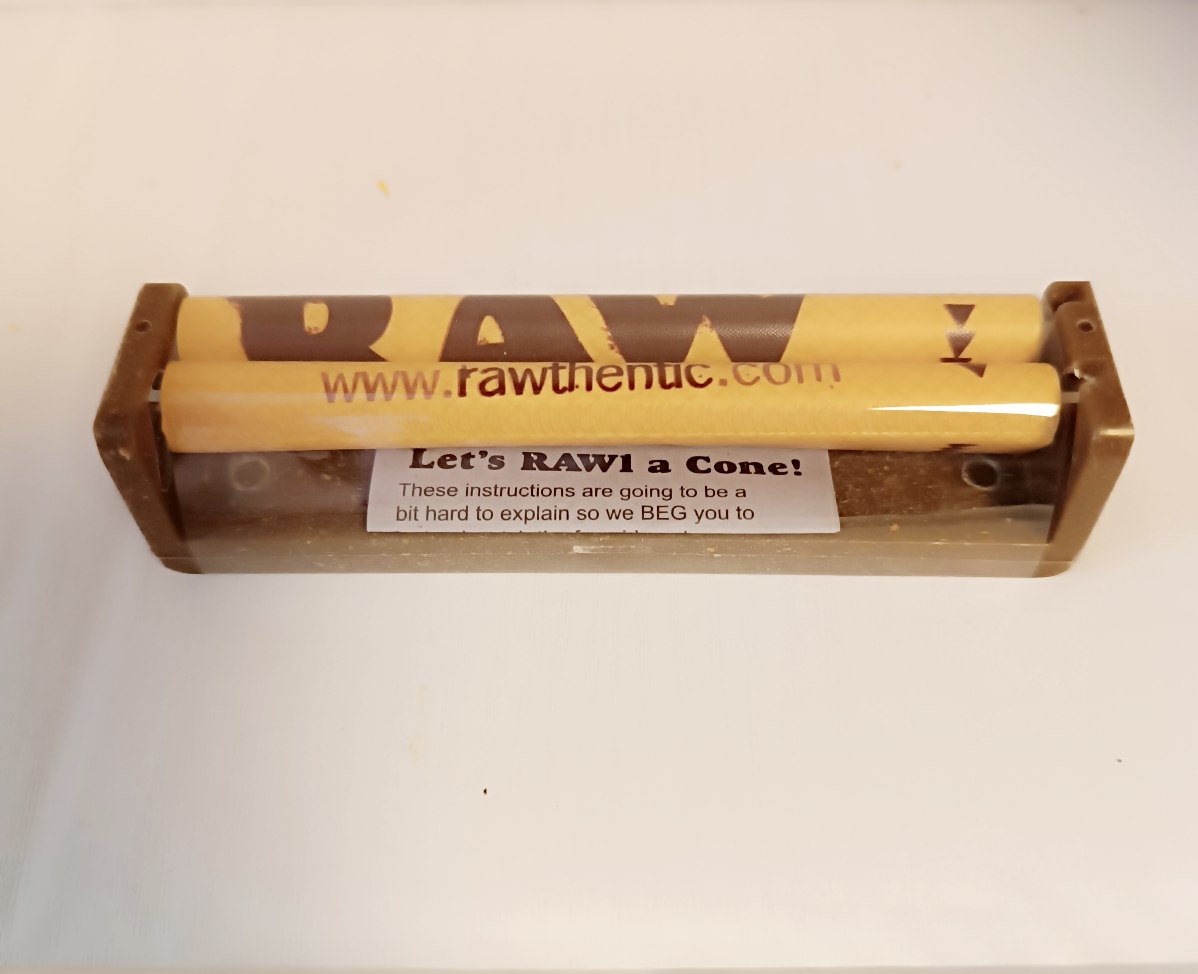 RAW
www.rawthentic.com
Let's RAWl a Cone!
These instructions are going to be a
bit hard to explain so we BEG you to